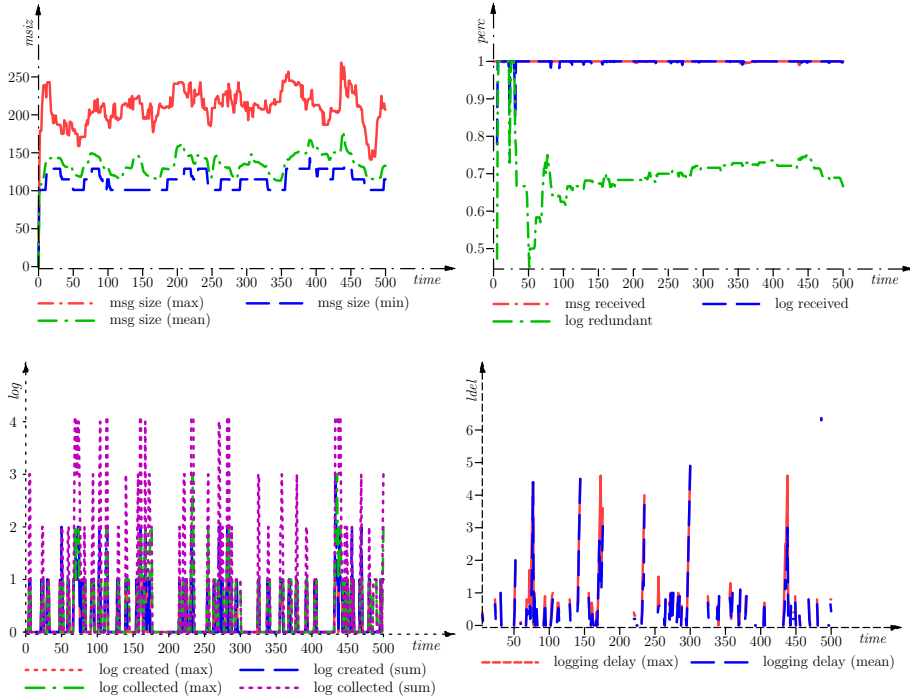 msiz
250
200
150
100
50
0
0 50 100 150 200 250 300 350 400 450 500
time
msg size (max) msg size (min)
msg size (mean)
perc
1
0.9
0.8
0.7
0.6
0.5
0 50 100 150 200 250 300 350 400 450 500
time
msg received log received
log redundant
log
4
3
2
1
0
0 50 100 150 200 250 300 350 400 450 500
time
log created (max) log created (sum)
log collected (max) log collected (sum)
ldel
6
5
4
3
2
1
0
50 100 150 200 250 300 350 400 450 500
time
logging delay (max) logging delay (mean)